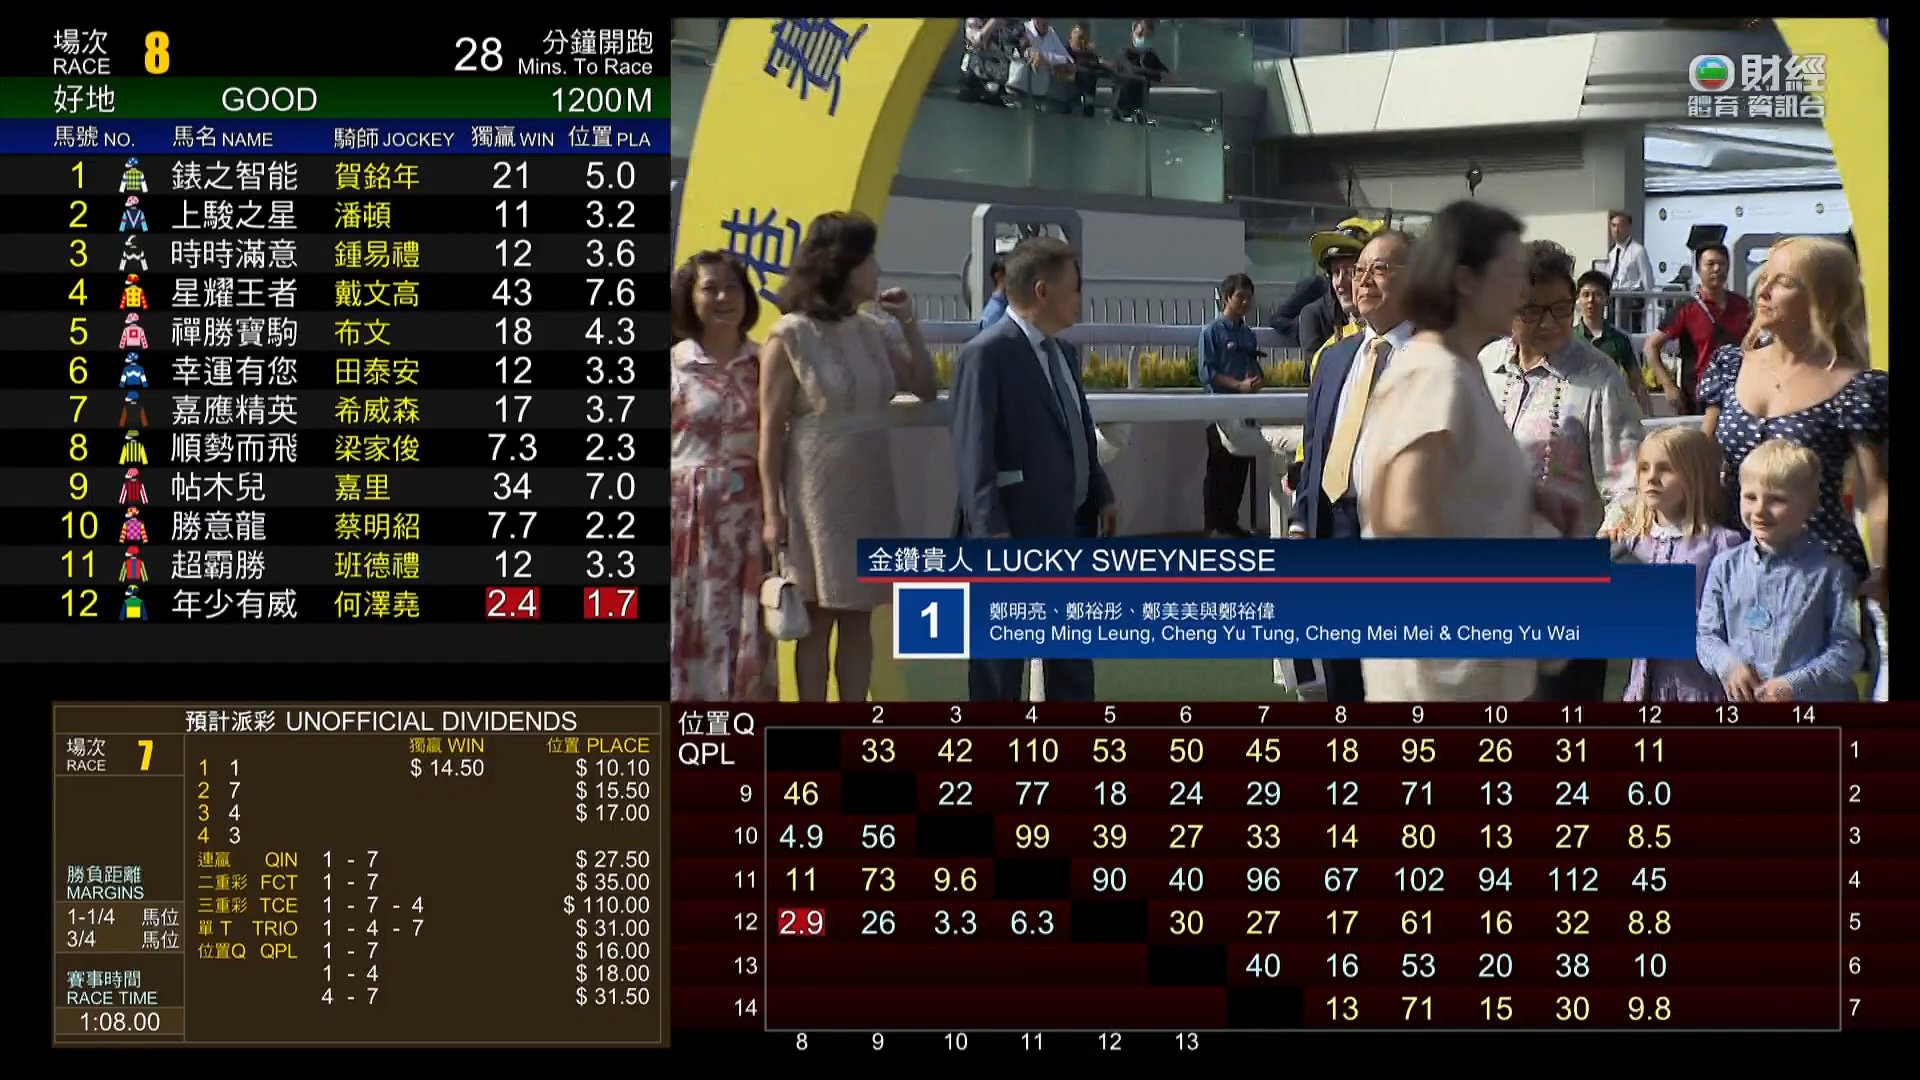 場次 RACE 8 28 分鐘開跑 Mins. To Race
好地 GOOD 1200M
馬號 NO. 馬名 NAME 騎師 JOCKEY 獨贏 WIN 位置 PLA
1 錶之智能 賀銘年 21 5.0
2 上駿之星 潘頓 11 3.2
3 時時滿意 鍾易禮 12 3.6
4 星耀王者 戴文高 43 7.6
5 禪勝寶駒 布文 18 4.3
6 幸運有您 田泰安 12 3.3
7 嘉應精英 希威森 17 3.7
8 順勢而飛 梁家俊 7.3 2.3
9 帖木兒 嘉里 34 7.0
10 勝意龍 蔡明紹 7.7 2.2
11 超霸勝 班德禮 12 3.3
12 年少有威 何澤堯 2.4 1.7
財經
體育 資訊台
金鑽貴人 LUCKY SWEYNESSE
1
鄭明亮、鄭裕彤、鄭美美與鄭裕偉
Cheng Ming Leung, Cheng Yu Tung, Cheng Mei Mei & Cheng Yu Wai
預計派彩 UNOFFICIAL DIVIDENDS
場次 RACE 7
獨贏 WIN 位置 PLACE
1 1 $ 14.50 $ 10.10
2 7 $ 15.50
3 4 $ 17.00
4 3
連贏 QIN 1 - 7 $ 27.50
二重彩 FCT 1 - 7 $ 35.00
三重彩 TCE 1 - 7 - 4 $ 110.00
單T TRIO 1 - 4 - 7 $ 31.00
位置Q QPL 1 - 7 $ 16.00
1 - 4 $ 18.00
4 - 7 $ 31.50
勝負距離
MARGINS
1-1/4 馬位
3/4 馬位
賽事時間
RACE TIME
1:08.00
位置Q
QPL
2 3 4 5 6 7 8 9 10 11 12 13 14
33 42 110 53 50 45 18 95 26 31 11 1
9 46 22 77 18 24 29 12 71 13 24 6.0 2
10 4.9 56 99 39 27 33 14 80 13 27 8.5 3
11 11 73 9.6 90 40 96 67 102 94 112 45 4
12 2.9 26 3.3 6.3 30 27 17 61 16 32 8.8 5
13 40 16 53 20 38 10 6
14 13 71 15 30 9.8 7
8 9 10 11 12 13